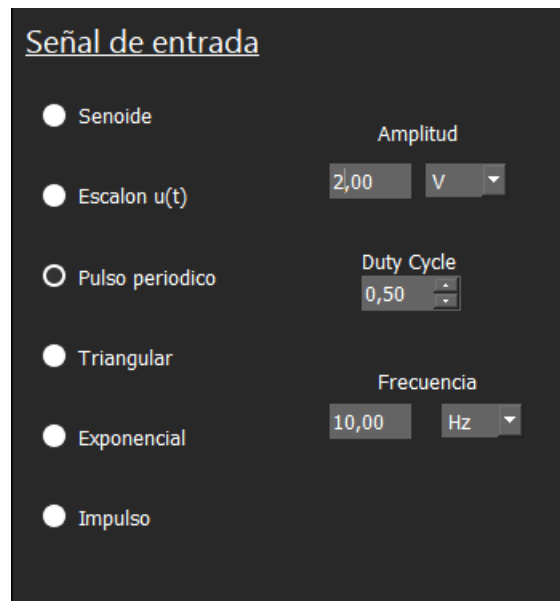 Señal de entrada
Senoide
Amplitud
2,00 V
Escalon u(t)
Duty Cycle
Pulso periodico
0,50
Triangular
Frecuencia
10,00 Hz
Exponencial
Impulso